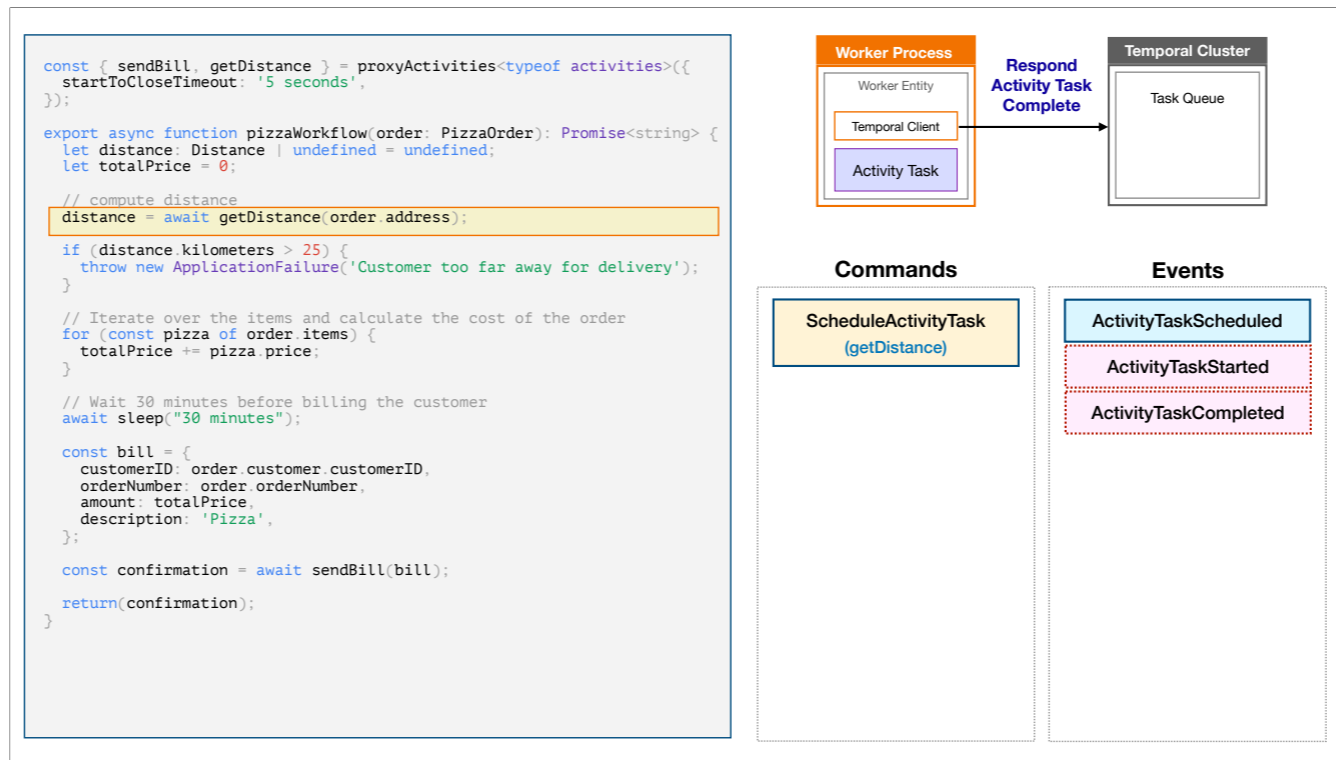 const { sendBill, getDistance } = proxyActivities<typeof activities>({
  startToCloseTimeout: '5 seconds',
});
export async function pizzaWorkflow(order: PizzaOrder): Promise<string> {
  let distance: Distance | undefined = undefined;
  let totalPrice = 0;
  // compute distance
  distance = await getDistance(order.address);
  if (distance.kilometers > 25) {
    throw new ApplicationFailure('Customer too far away for delivery');
  }
  // Iterate over the items and calculate the cost of the order
  for (const pizza of order.items) {
    totalPrice += pizza.price;
  }
  // Wait 30 minutes before billing the customer
  await sleep("30 minutes");
  const bill = {
    customerID: order.customer.customerID,
    orderNumber: order.orderNumber,
    amount: totalPrice,
    description: 'Pizza',
  };
  const confirmation = await sendBill(bill);
  return(confirmation);
}
Worker Process
Worker Entity
Temporal Client
Activity Task
Respond
Activity Task
Complete
Temporal Cluster
Task Queue
Commands
ScheduleActivityTask
(getDistance)
Events
ActivityTaskScheduled
ActivityTaskStarted
ActivityTaskCompleted